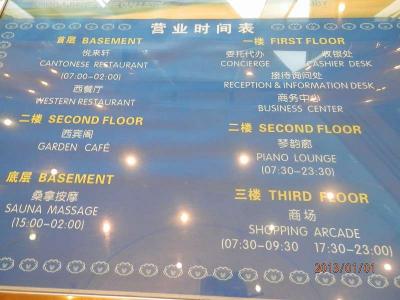 营业时间表
首层 BASEMENT
悦来轩
CANTONESE RESTAURANT
(07:00-02:00)
西餐厅
WESTERN RESTAURANT
二楼 SECOND FLOOR
西宾阁
GARDEN CAFÉ
底层 BASEMENT
桑拿按摩
SAUNA MASSAGE
(15:00-02:00)
一楼 FIRST FLOOR
委托代办 收银处
CONCIERGE CASHIER DESK
接待询问处
RECEPTION & INFORMATION DESK
商务中心
BUSINESS CENTER
二楼 SECOND FLOOR
琴韵廊
PIANO LOUNGE
(07:30-23:30)
三楼 THIRD FLOOR
商场
SHOPPING ARCADE
(07:30-09:30 17:30-23:00)
2013/01/01